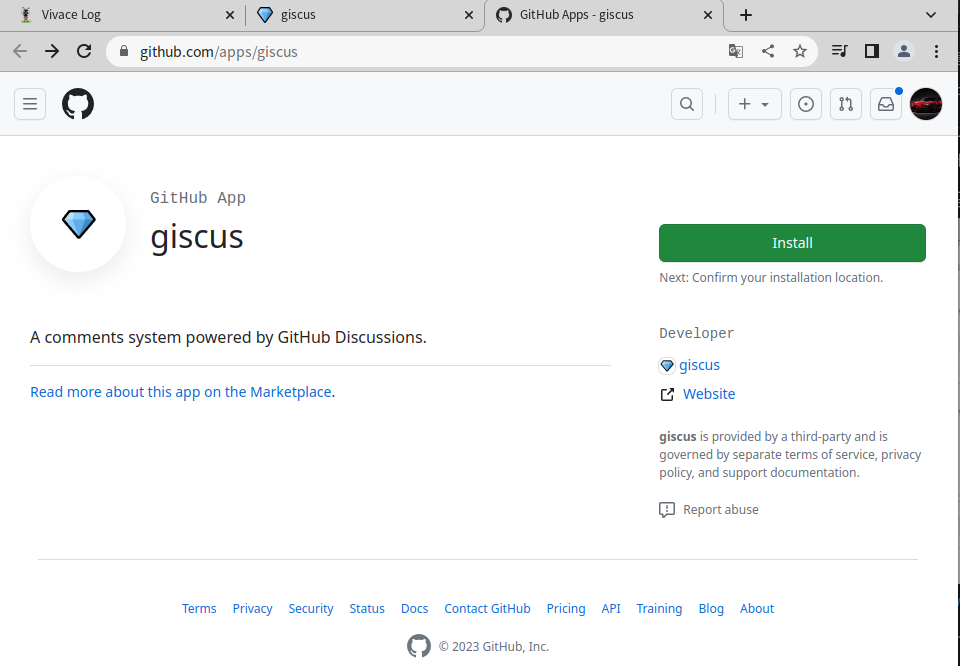 Vivace Log
giscus
GitHub Apps - giscus
github.com/apps/giscus
GitHub App
giscus
Install
Next: Confirm your installation location.
A comments system powered by GitHub Discussions.
Read more about this app on the Marketplace.
Developer
giscus
Website
giscus is provided by a third-party and is
governed by separate terms of service, privacy
policy, and support documentation.
Report abuse
Terms Privacy Security Status Docs Contact GitHub Pricing API Training Blog About
© 2023 GitHub, Inc.